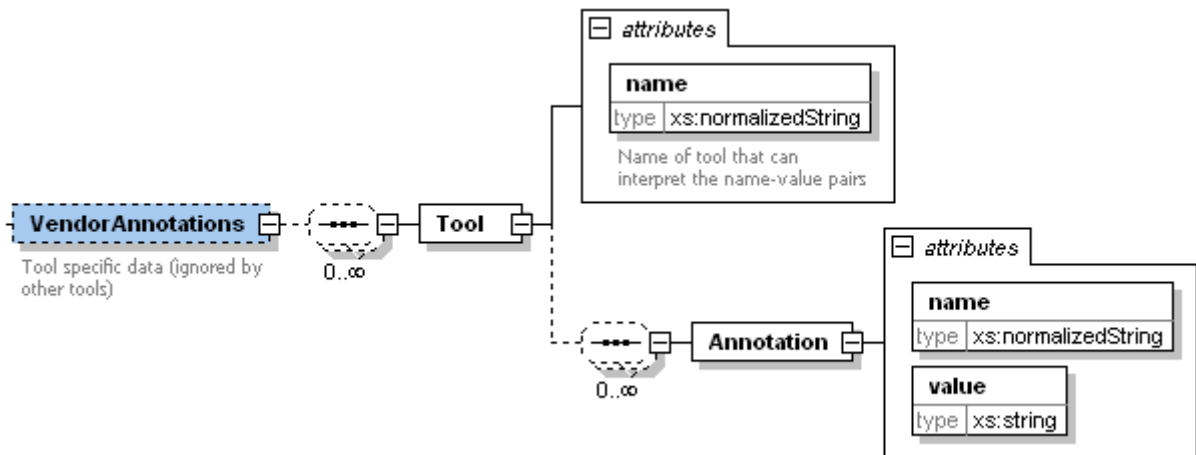 attributes
name
type xs:normalizedString
Name of tool that can
interpret the name-value pairs
VendorAnnotations
Tool specific data (ignored by
other tools)
0..∞
Tool
attributes
name
type xs:normalizedString
value
type xs:string
Annotation
0..∞